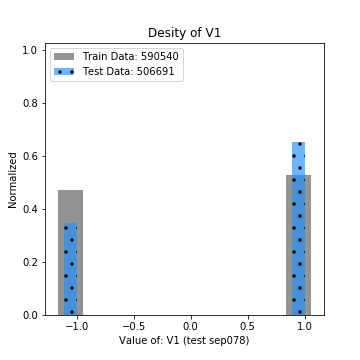 Desity of V1
Train Data: 590540
Test Data: 506691
1.0
0.8
0.6
0.4
0.2
0.0
Normalized
−1.0 −0.5 0.0 0.5 1.0
Value of: V1 (test sep078)